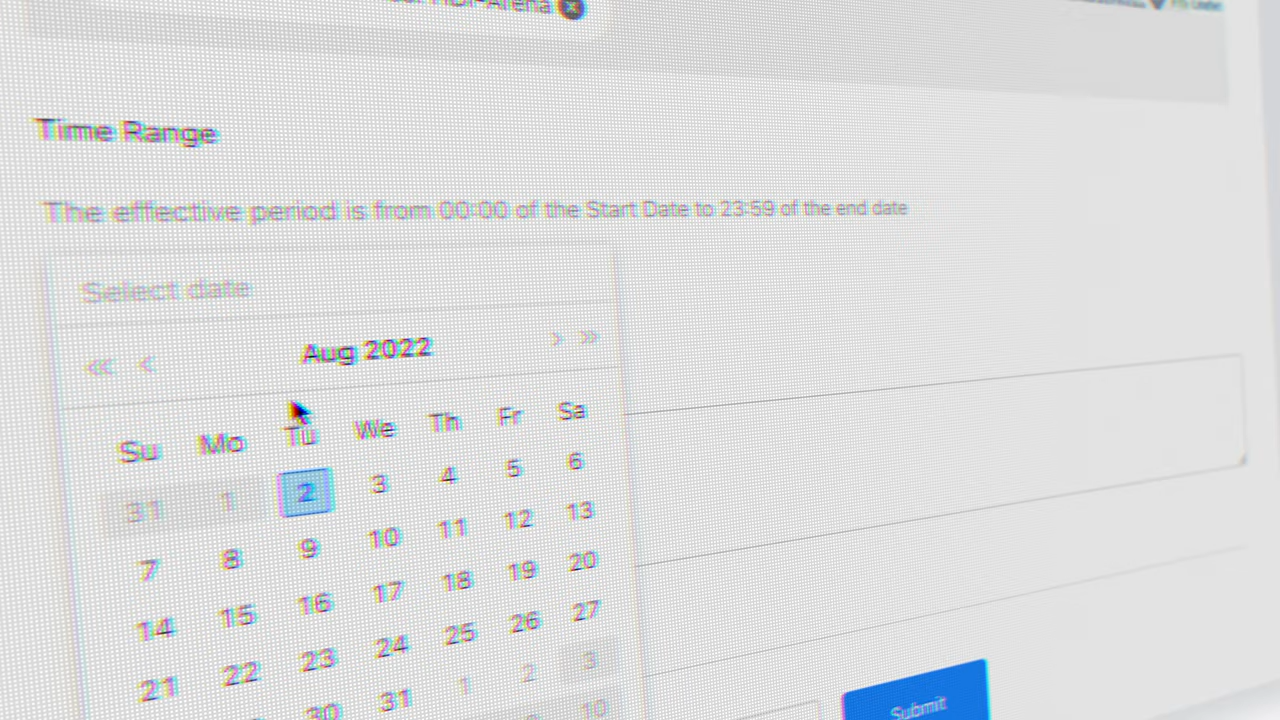 HDI-Arena
Time Range
The effective period is from 00:00 of the Start Date to 23:59 of the end date
Select date
« < Aug 2022 > »
Su Mo Tu We Th Fr Sa
31 1 2 3 4 5 6
7 8 9 10 11 12 13
14 15 16 17 18 19 20
21 22 23 24 25 26 27
30 31 1 2 3
10
Submit